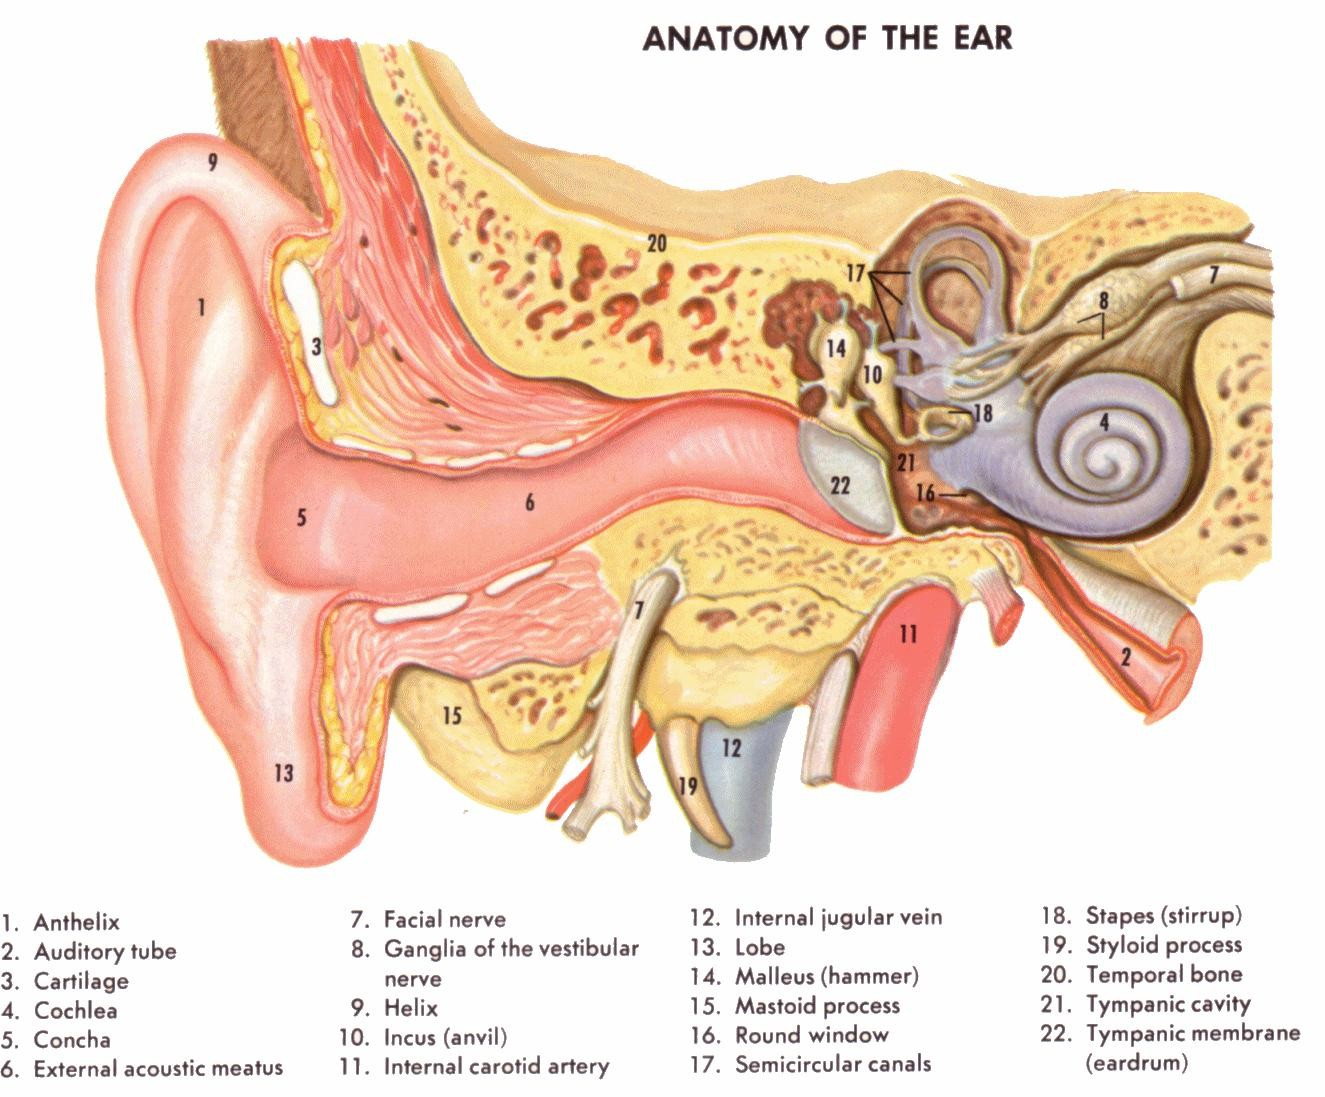 ANATOMY OF THE EAR
9
20
17
7
1
8
3
14
10
18
4
21
22
16
6
5
7
11
2
15
12
13
19
1. Anthelix
2. Auditory tube
3. Cartilage
4. Cochlea
5. Concha
6. External acoustic meatus
7. Facial nerve
8. Ganglia of the vestibular
nerve
9. Helix
10. Incus (anvil)
11. Internal carotid artery
12. Internal jugular vein
13. Lobe
14. Malleus (hammer)
15. Mastoid process
16. Round window
17. Semicircular canals
18. Stapes (stirrup)
19. Styloid process
20. Temporal bone
21. Tympanic cavity
22. Tympanic membrane
(eardrum)